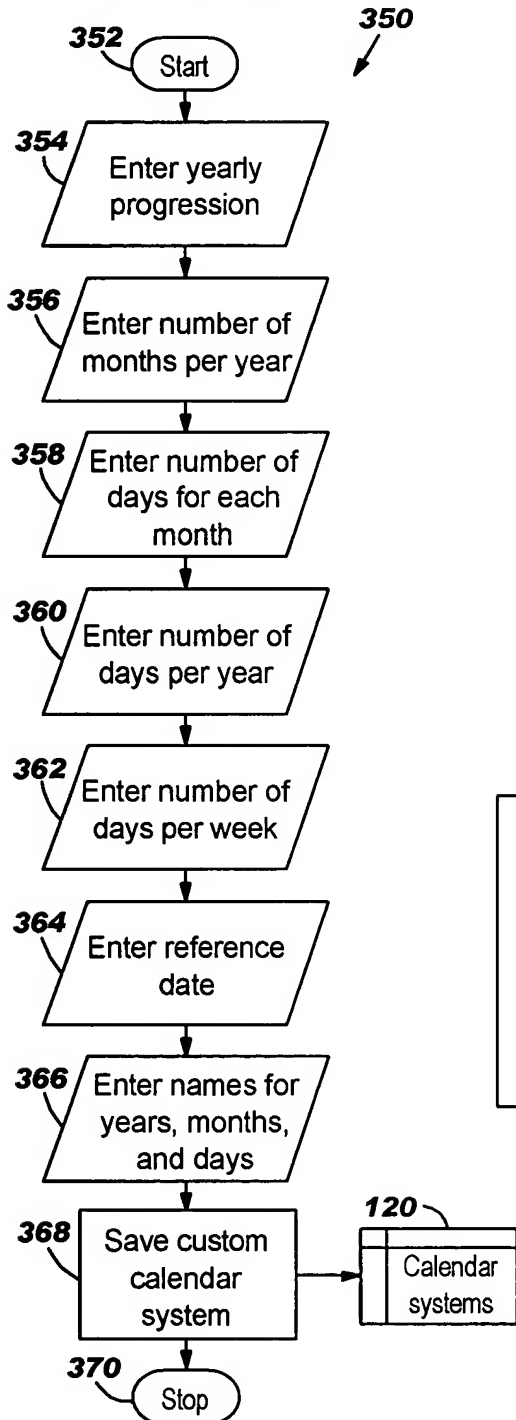 350
352
Start
354
Enter yearly
progression
356
Enter number of
months per year
358
Enter number of
days for each
month
360
Enter number of
days per year
362
Enter number of
days per week
364
Enter reference
date
366
Enter names for
years, months,
and days
368
Save custom
calendar
system
120
Calendar
systems
370
Stop